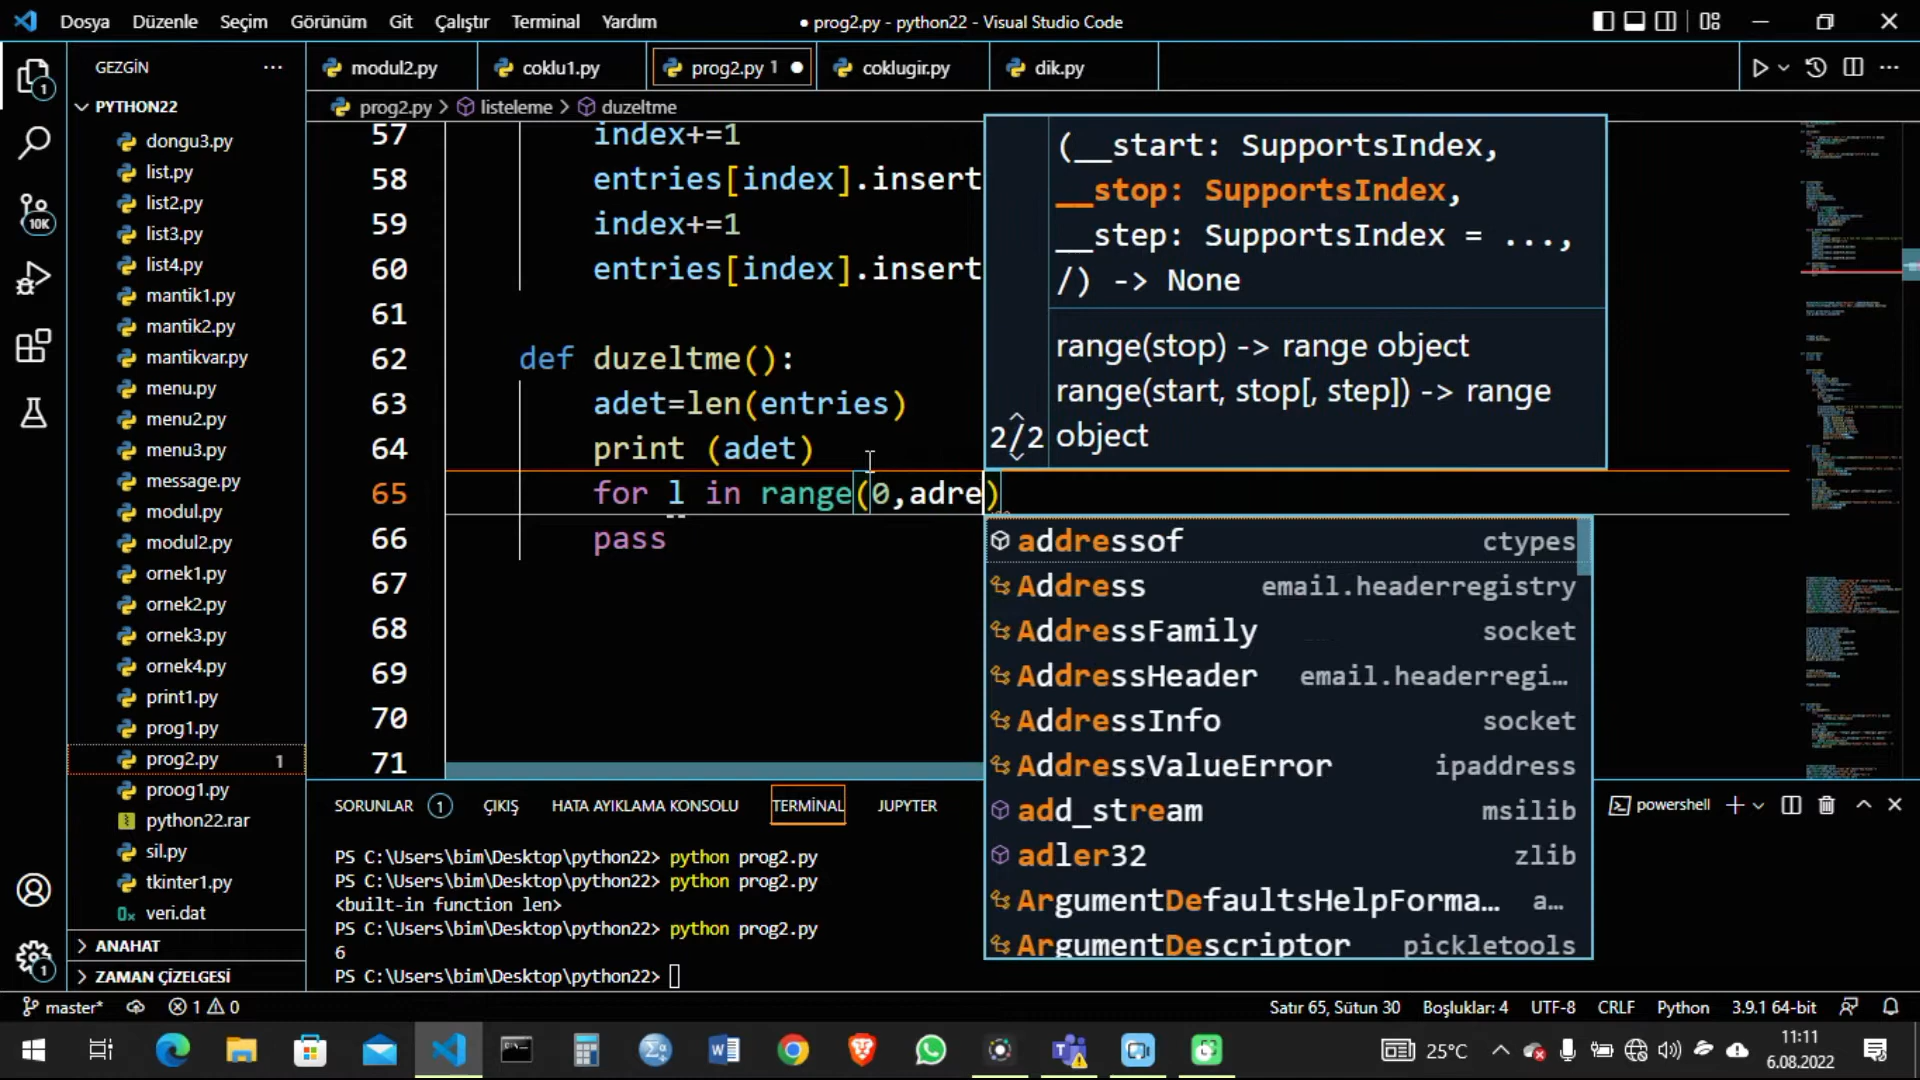 Dosya Düzenle Seçim Görünüm Git Çalıştır Terminal Yardım
● prog2.py - python22 - Visual Studio Code
GEZGİN ···
modul2.py coklu1.py prog2.py 1 ● coklugir.py dik.py
PYTHON22
prog2.py > listeleme > duzeltme
dongu3.py
list.py
list2.py
list3.py
list4.py
mantik1.py
mantik2.py
mantikvar.py
menu.py
menu2.py
menu3.py
message.py
modul.py
modul2.py
ornek1.py
ornek2.py
ornek3.py
ornek4.py
print1.py
prog1.py
prog2.py 1
proog1.py
python22.rar
sil.py
tkinter1.py
veri.dat
ANAHAT
ZAMAN ÇİZELGESİ
1
10K
1
57 index+=1
58 entries[index].insert
59 index+=1
60 entries[index].insert
61
62 def duzeltme():
63 adet=len(entries)
64 print (adet)
65 for l in range(0,adre)
66 pass
67
68
69
70
71
(__start: SupportsIndex,
__stop: SupportsIndex,
__step: SupportsIndex = ...,
/) -> None
range(stop) -> range object
range(start, stop[, step]) -> range
2/2 object
addressof ctypes
Address email.headerregistry
AddressFamily socket
AddressHeader email.headerregi…
AddressInfo socket
AddressValueError ipaddress
add_stream msilib
adler32 zlib
ArgumentDefaultsHelpForma… a…
ArgumentDescriptor pickletools
SORUNLAR 1 ÇIKIŞ HATA AYIKLAMA KONSOLU TERMİNAL JUPYTER
powershell
PS C:\Users\bim\Desktop\python22> python prog2.py
PS C:\Users\bim\Desktop\python22> python prog2.py
<built-in function len>
PS C:\Users\bim\Desktop\python22> python prog2.py
6
PS C:\Users\bim\Desktop\python22>
master* 1 0
Satır 65, Sütun 30 Boşluklar: 4 UTF-8 CRLF Python 3.9.1 64-bit
25°C
11:11
6.08.2022